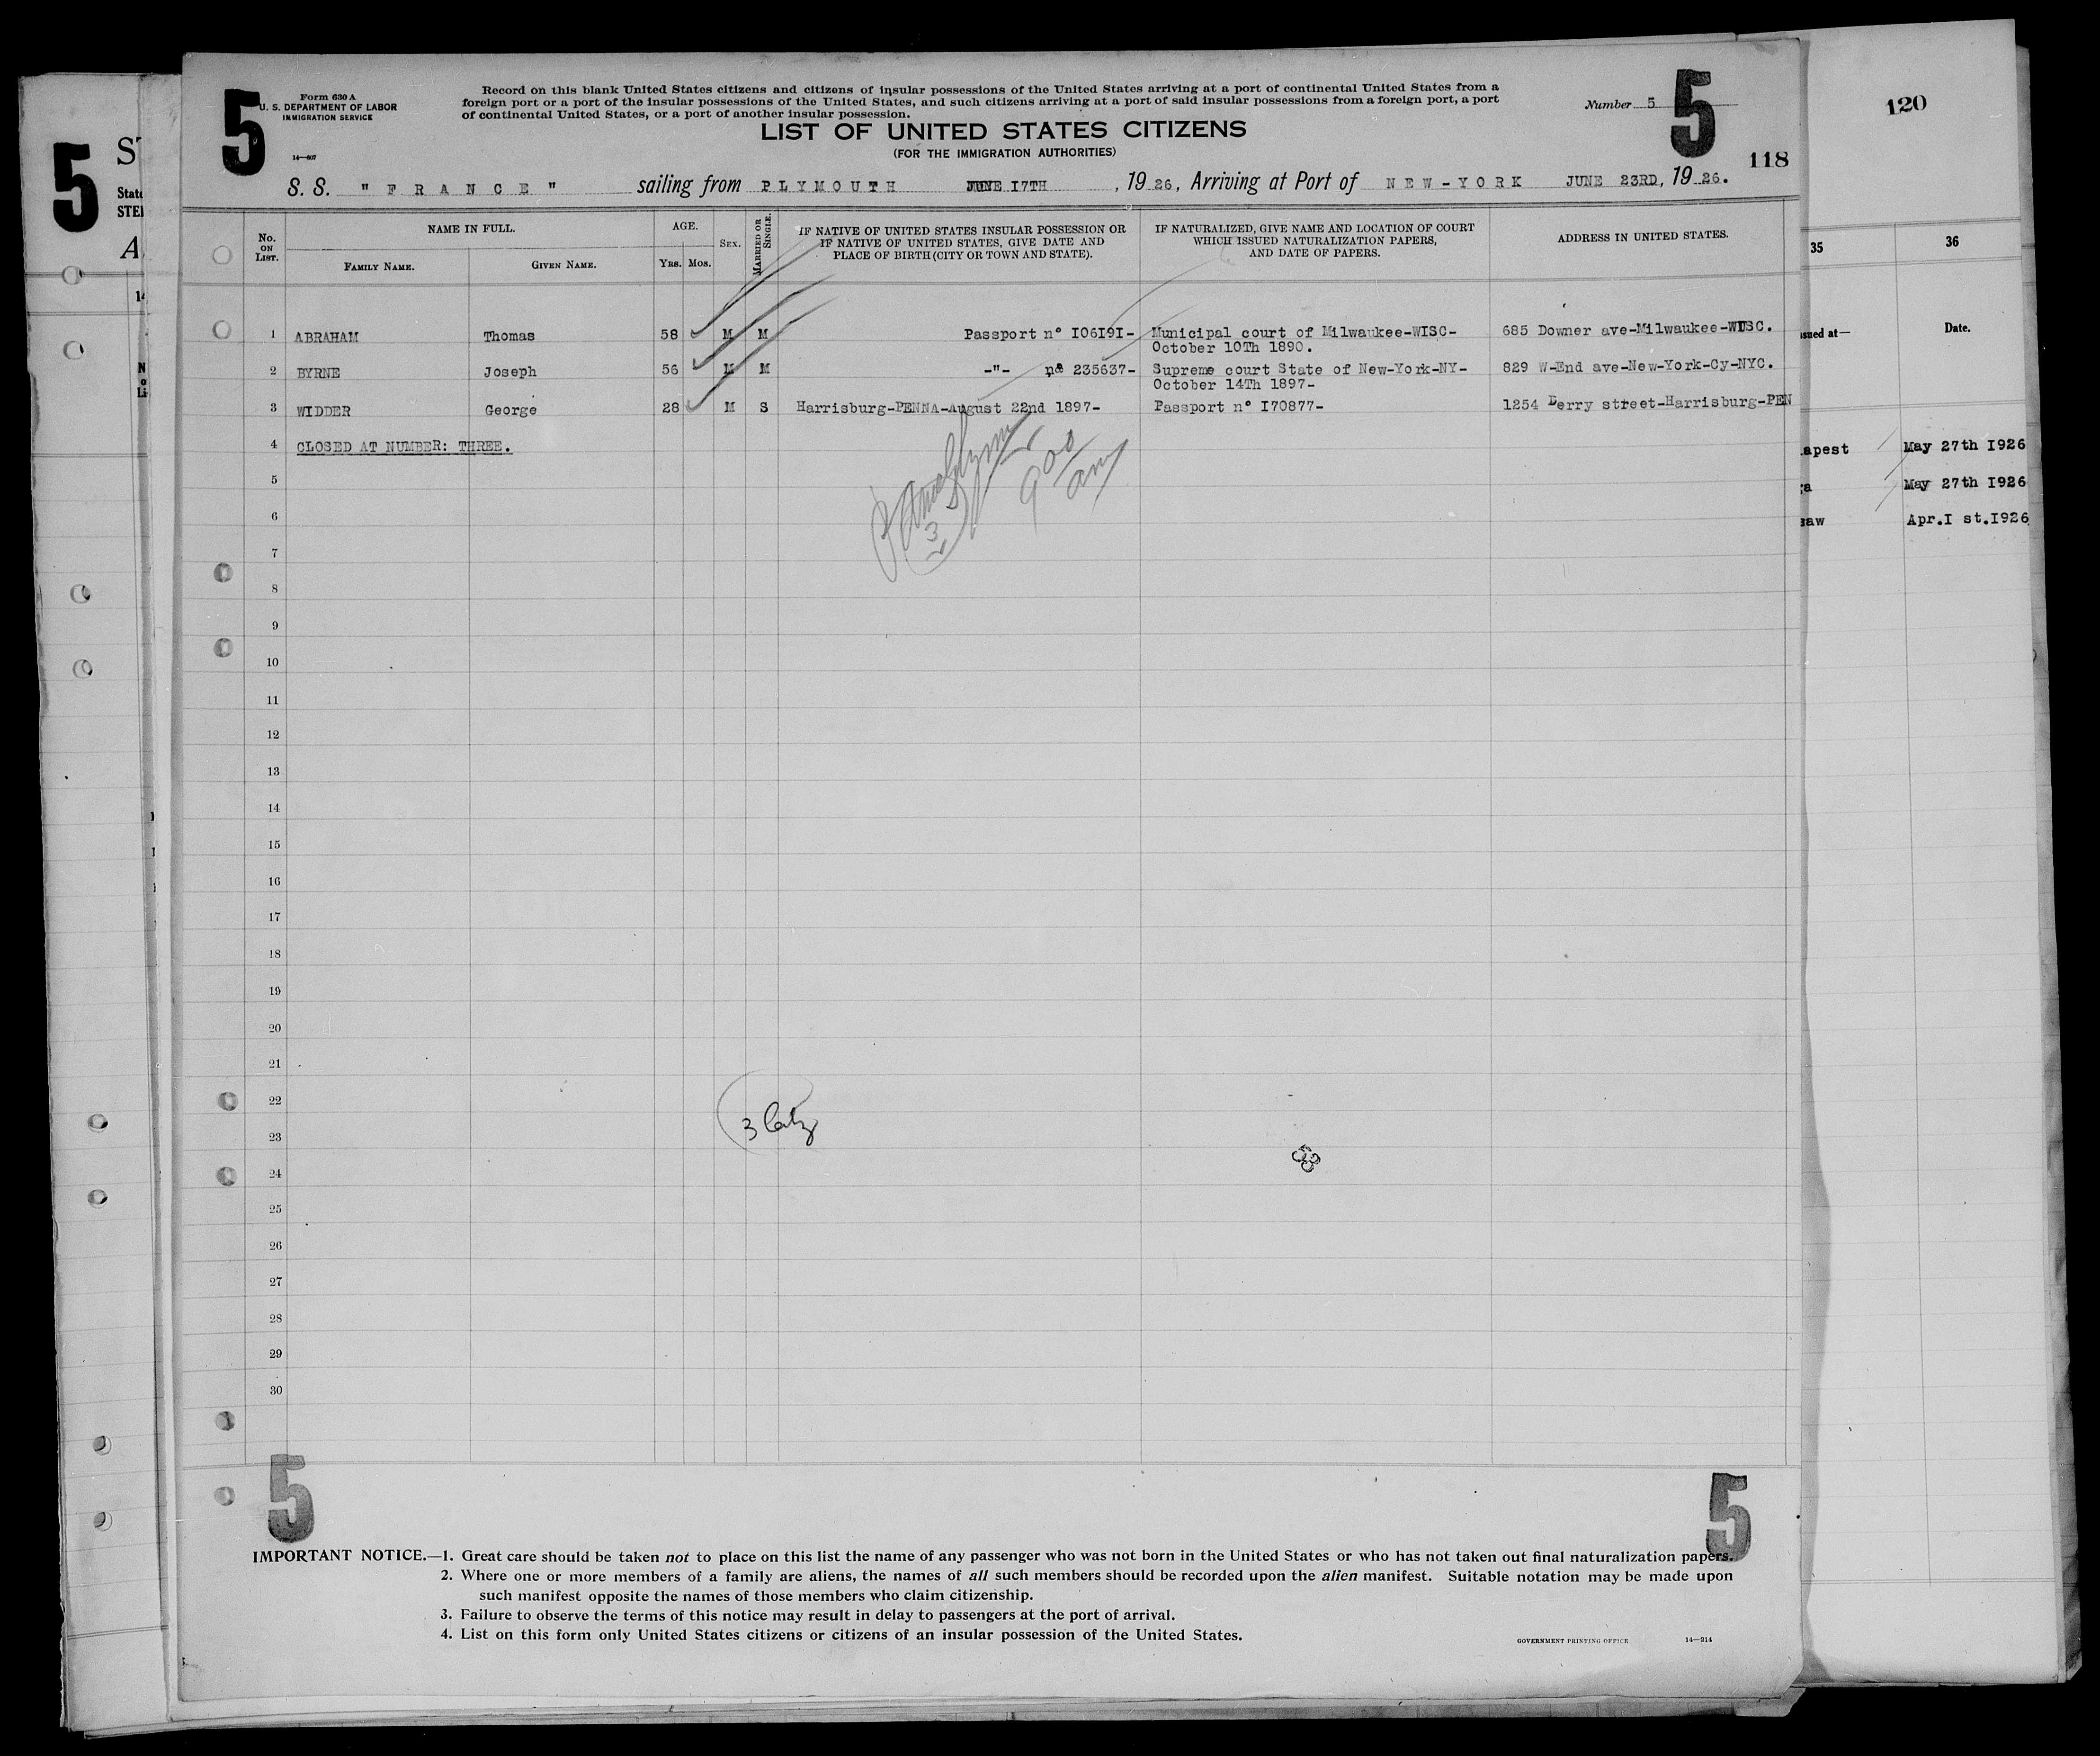 5
Form 630 A
U. S. DEPARTMENT OF LABOR
IMMIGRATION SERVICE
14—607
Record on this blank United States citizens and citizens of insular possessions of the United States arriving at a port of continental United States from a
foreign port or a port of the insular possessions of the United States, and such citizens arriving at a port of said insular possessions from a foreign port, a port
of continental United States, or a port of another insular possession.
Number 5
5
118
LIST OF UNITED STATES CITIZENS
(FOR THE IMMIGRATION AUTHORITIES)
S. S. " F R A N C E " sailing from P L Y M O U T H JUNE I7TH , 19 26, Arriving at Port of N E W - Y O R K JUNE 23RD, 19 26.
No. ON LIST.
NAME IN FULL.
FAMILY NAME.
GIVEN NAME.
AGE.
YRS. MOS.
SEX.
MARRIED OR SINGLE.
IF NATIVE OF UNITED STATES INSULAR POSSESSION OR
IF NATIVE OF UNITED STATES, GIVE DATE AND
PLACE OF BIRTH (CITY OR TOWN AND STATE).
IF NATURALIZED, GIVE NAME AND LOCATION OF COURT
WHICH ISSUED NATURALIZATION PAPERS,
AND DATE OF PAPERS.
ADDRESS IN UNITED STATES.
1 ABRAHAM Thomas 58 M M Passport n° I06I9I- Municipal court of Milwaukee-WISC- 685 Downer ave-Milwaukee-WISC.
October 10Th 1890.
2 BYRNE Joseph 56 M M -"- n° 235637- Supreme court State of New-York-NY- 829 W-End ave-New-York-Cy-NYC.
October 14Th 1897-
3 WIDDER George 28 M S Harrisburg-PENNA-August 22nd 1897- Passport n° I70877- 1254 Derry street-Harrisburg-PEN
4 CLOSED AT NUMBER: THREE.
3
900
am
5
6
7
8
9
10
11
12
13
14
15
16
17
18
19
20
21
22
23
3
24
25
26
27
28
29
30
5
5
IMPORTANT NOTICE.—1. Great care should be taken not to place on this list the name of any passenger who was not born in the United States or who has not taken out final naturalization papers.
2. Where one or more members of a family are aliens, the names of all such members should be recorded upon the alien manifest. Suitable notation may be made upon
such manifest opposite the names of those members who claim citizenship.
3. Failure to observe the terms of this notice may result in delay to passengers at the port of arrival.
4. List on this form only United States citizens or citizens of an insular possession of the United States.
GOVERNMENT PRINTING OFFICE 14—214
5
120
35
36
Date.
apest May 27th I926
May 27th I926
saw Apr.I st.I926